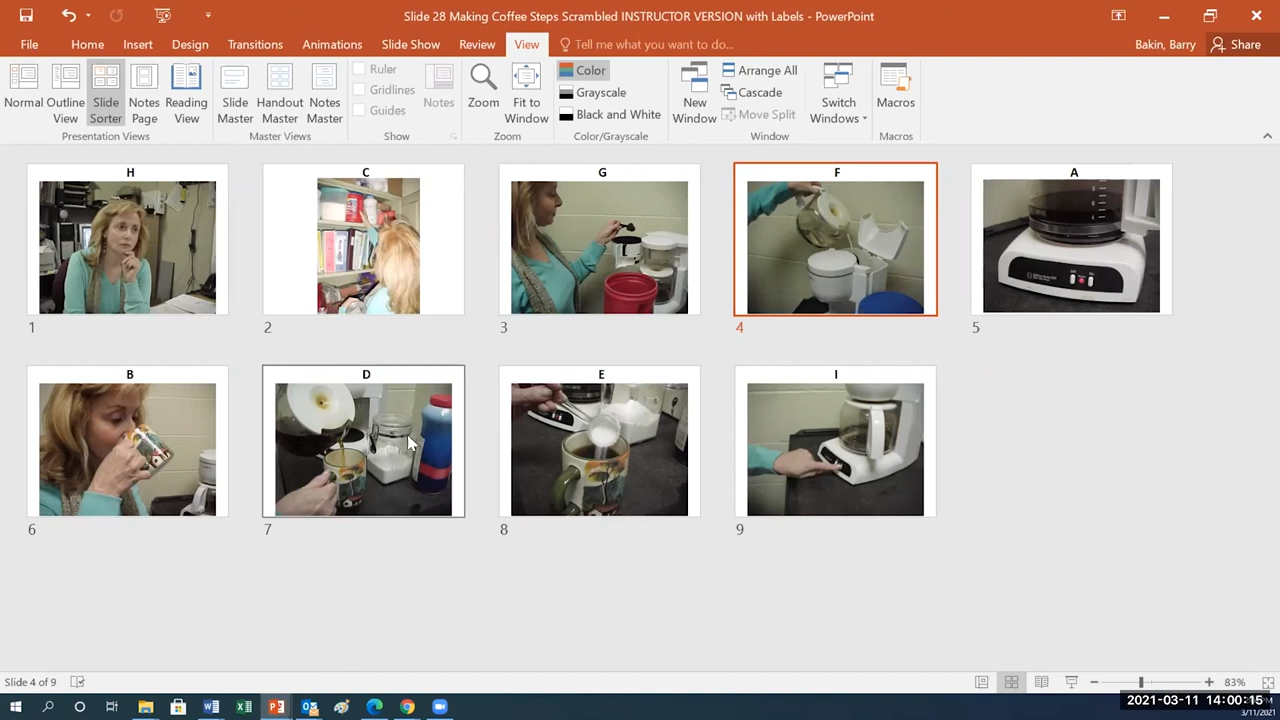 Slide 28 Making Coffee Steps Scrambled INSTRUCTOR VERSION with Labels - PowerPoint
File Home Insert Design Transitions Animations Slide Show Review View Tell me what you want to do... Bakin, Barry Share
Normal Outline View Slide Sorter Notes Page Reading View
Slide Master Handout Master Notes Master
Ruler
Gridlines
Guides
Notes
Zoom Fit to Window
Color
Grayscale
Black and White
New Window
Arrange All
Cascade
Move Split
Switch Windows
Macros
Presentation Views Master Views Show Zoom Color/Grayscale Window Macros
H C G F A
1 2 3 4 5
B D E I
6 7 8 9
Slide 4 of 9 83%
2021-03-11 14:00:15
3/11/2021